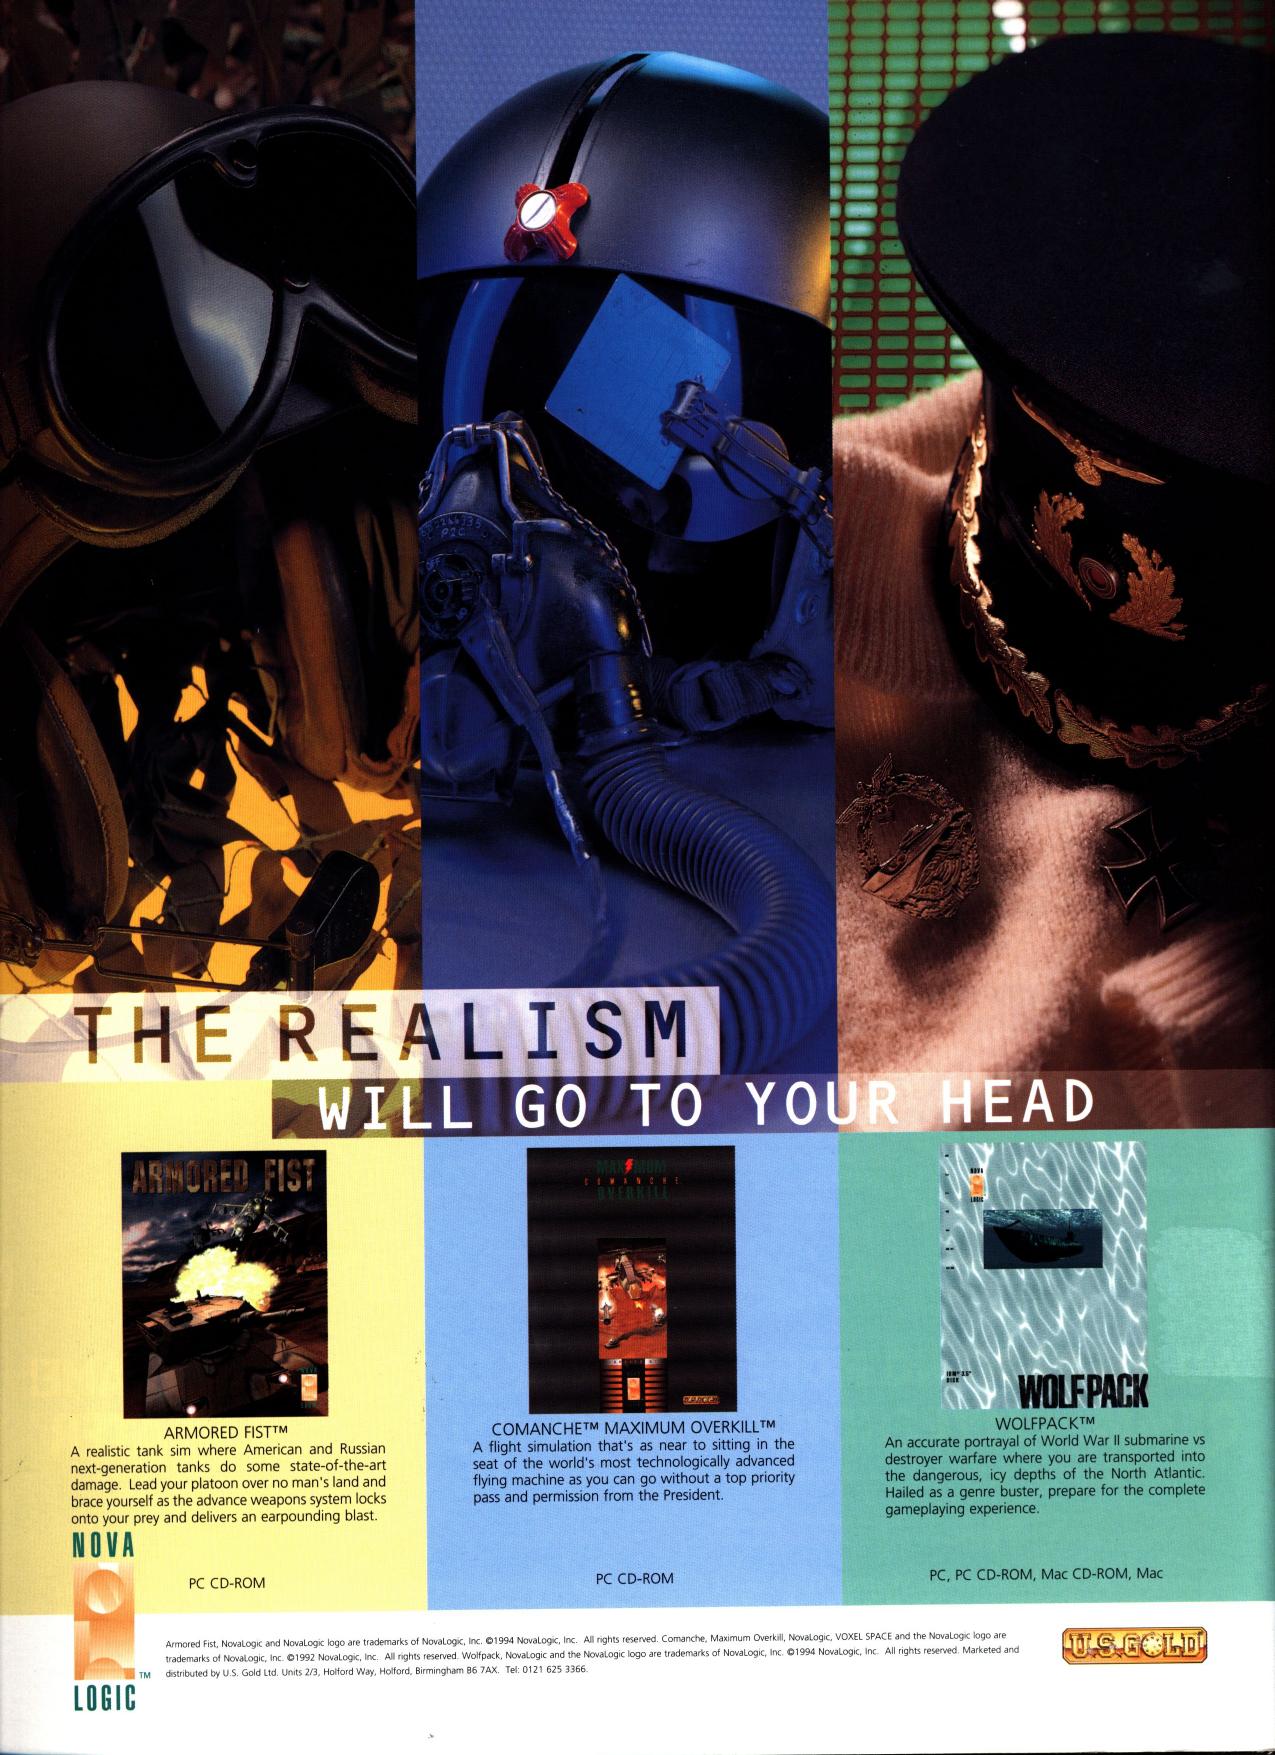 THE REALISM
WILL GO TO YOUR HEAD
ARMORED FIST
ARMORED FIST™
A realistic tank sim where American and Russian
next-generation tanks do some state-of-the-art
damage. Lead your platoon over no man's land and
brace yourself as the advance weapons system locks
onto your prey and delivers an earpounding blast.
PC CD-ROM
MAXIMUM
COMANCHE
OVERKILL
COMANCHE™ MAXIMUM OVERKILL™
A flight simulation that's as near to sitting in the
seat of the world's most technologically advanced
flying machine as you can go without a top priority
pass and permission from the President.
PC CD-ROM
NOVA
LOGIC
IBM® 3.5"
DISK
WOLFPACK
WOLFPACK™
An accurate portrayal of World War II submarine vs
destroyer warfare where you are transported into
the dangerous, icy depths of the North Atlantic.
Hailed as a genre buster, prepare for the complete
gameplaying experience.
PC, PC CD-ROM, Mac CD-ROM, Mac
NOVA
LOGIC™
Armored Fist, NovaLogic and NovaLogic logo are trademarks of NovaLogic, Inc. ©1994 NovaLogic, Inc. All rights reserved. Comanche, Maximum Overkill, NovaLogic, VOXEL SPACE and the NovaLogic logo are
trademarks of NovaLogic, Inc. ©1992 NovaLogic, Inc. All rights reserved. Wolfpack, NovaLogic and the NovaLogic logo are trademarks of NovaLogic, Inc. ©1994 NovaLogic, Inc. All rights reserved. Marketed and
distributed by U.S. Gold Ltd. Units 2/3, Holford Way, Holford, Birmingham B6 7AX. Tel: 0121 625 3366.
U.S. GOLD